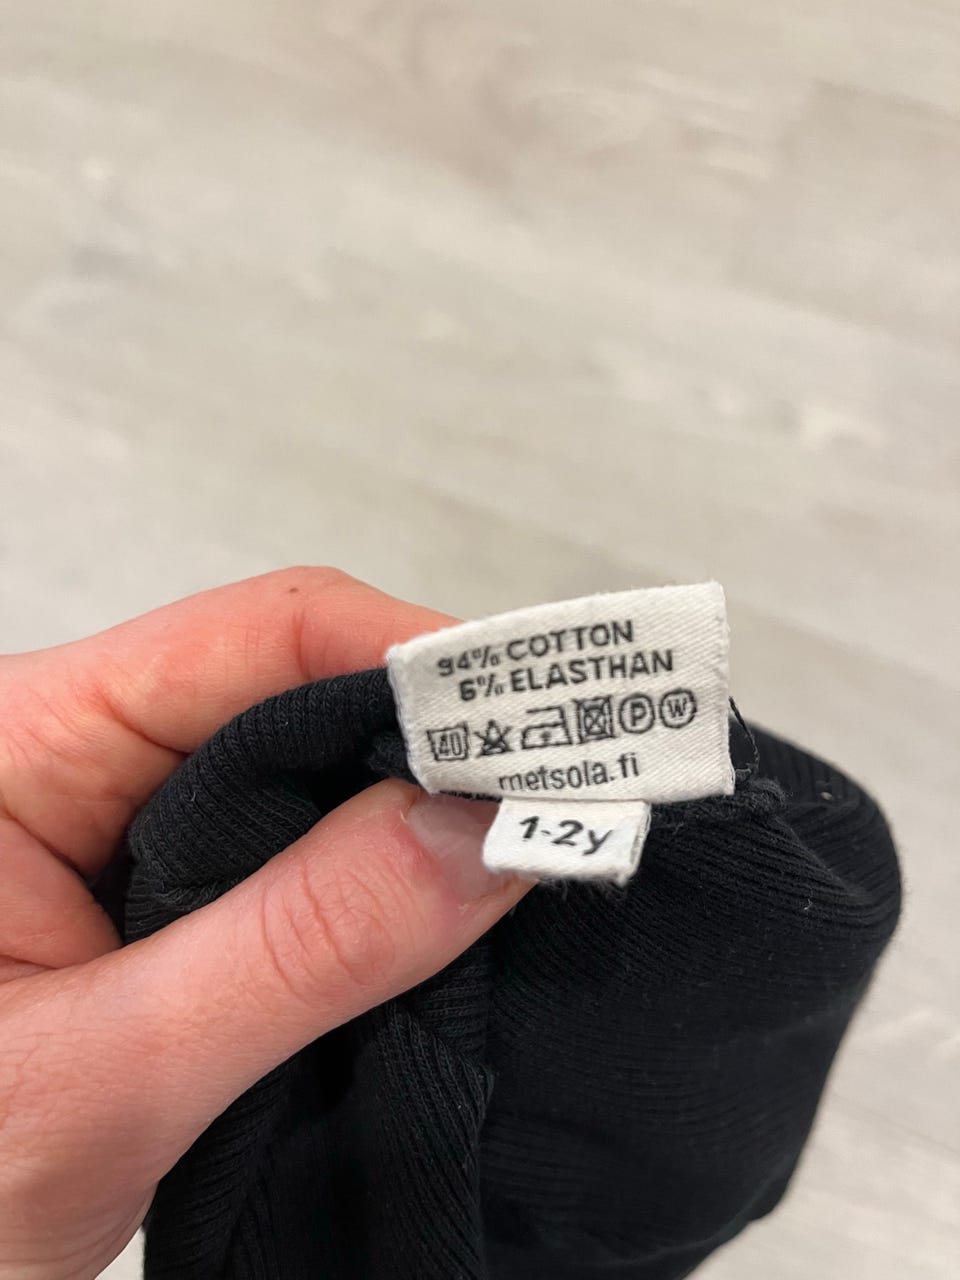 94% COTTON
6% ELASTHAN
40 P W
metsola.fi
1-2y